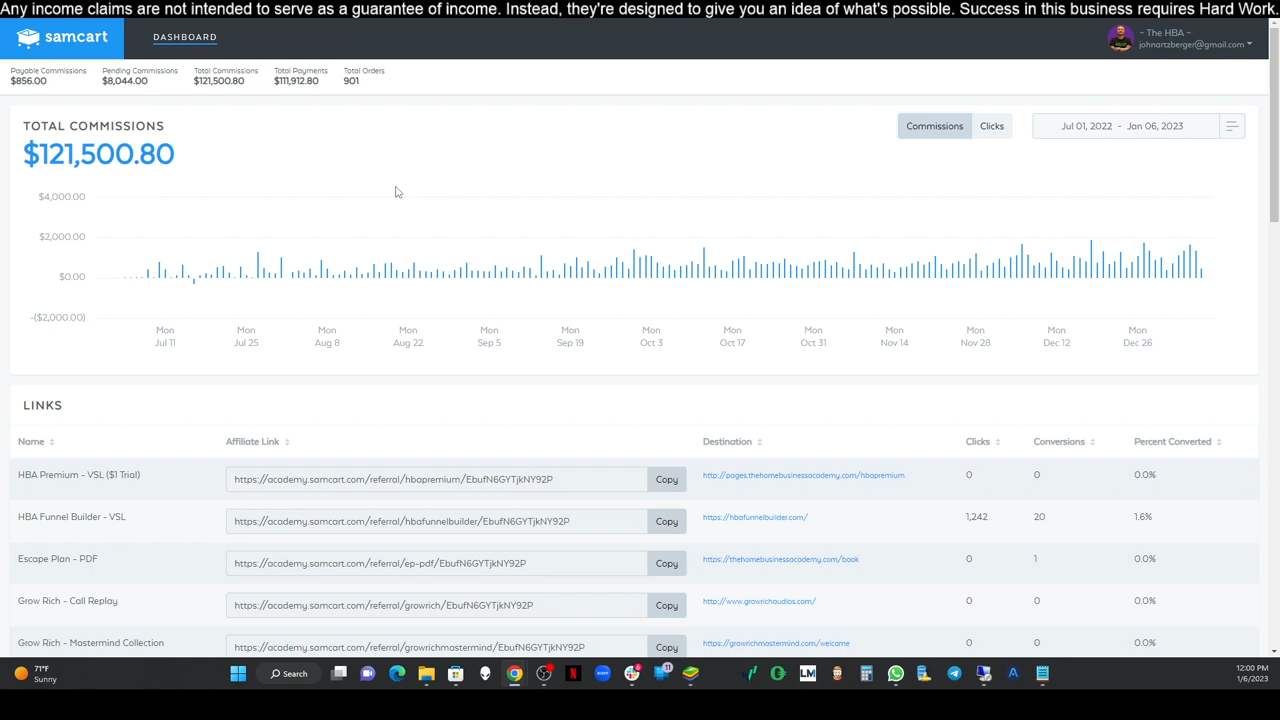 Any income claims are not intended to serve as a guarantee of income. Instead, they're designed to give you an idea of what's possible. Success in this business requires Hard Work.
samcart
DASHBOARD
~ The HBA ~
johnartzberger@gmail.com
Payable Commissions Pending Commissions Total Commissions Total Payments Total Orders
$856.00 $8,044.00 $121,500.80 $111,912.80 901
TOTAL COMMISSIONS
$121,500.80
Commissions Clicks Jul 01, 2022 - Jan 06, 2023
$4,000.00
$2,000.00
$0.00
-($2,000.00)
Mon Mon Mon Mon Mon Mon Mon Mon Mon Mon Mon Mon Mon
Jul 11 Jul 25 Aug 8 Aug 22 Sep 5 Sep 19 Oct 3 Oct 17 Oct 31 Nov 14 Nov 28 Dec 12 Dec 26
LINKS
Name Affiliate Link Destination Clicks Conversions Percent Converted
HBA Premium - VSL ($1 Trial) https://academy.samcart.com/referral/hbapremium/EbufN6GYTjkNY92P Copy http://pages.thehomebusinessacademy.com/hbapremium 0 0 0.0%
HBA Funnel Builder - VSL https://academy.samcart.com/referral/hbafunnelbuilder/EbufN6GYTjkNY92P Copy https://hbafunnelbuilder.com/ 1,242 20 1.6%
Escape Plan - PDF https://academy.samcart.com/referral/ep-pdf/EbufN6GYTjkNY92P Copy https://thehomebusinessacademy.com/book 0 1 0.0%
Grow Rich - Call Replay https://academy.samcart.com/referral/growrich/EbufN6GYTjkNY92P Copy http://www.growrichaudios.com/ 0 0 0.0%
Grow Rich - Mastermind Collection https://academy.samcart.com/referral/growrichmastermind/EbufN6GYTjkNY92P Copy https://growrichmastermind.com/welcome 0 0 0.0%
71°F
Sunny
Search
zoom
6
11
LM
12:00 PM
1/6/2023